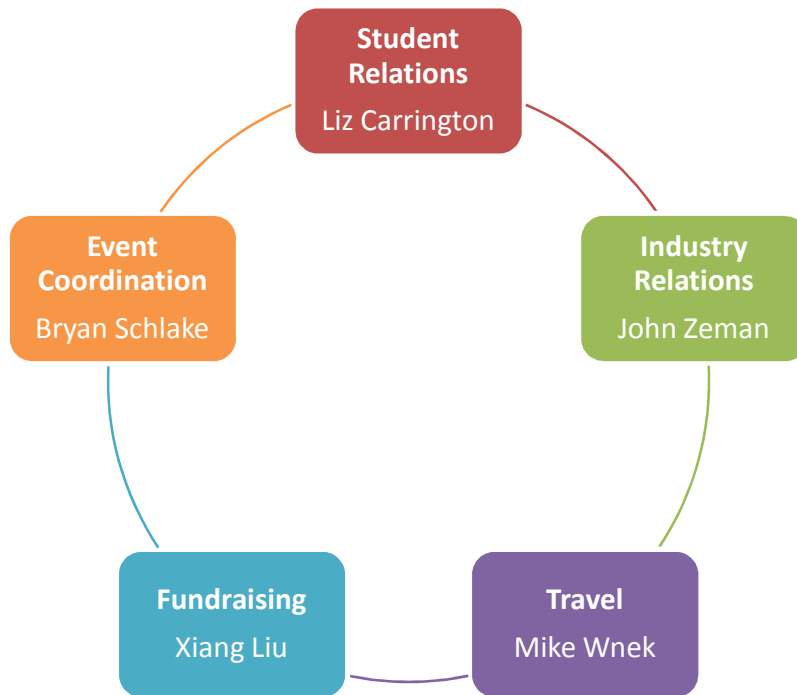 Student
Relations
Liz Carrington
Event
Coordination
Bryan Schlake
Industry
Relations
John Zeman
Fundraising
Xiang Liu
Travel
Mike Wnek